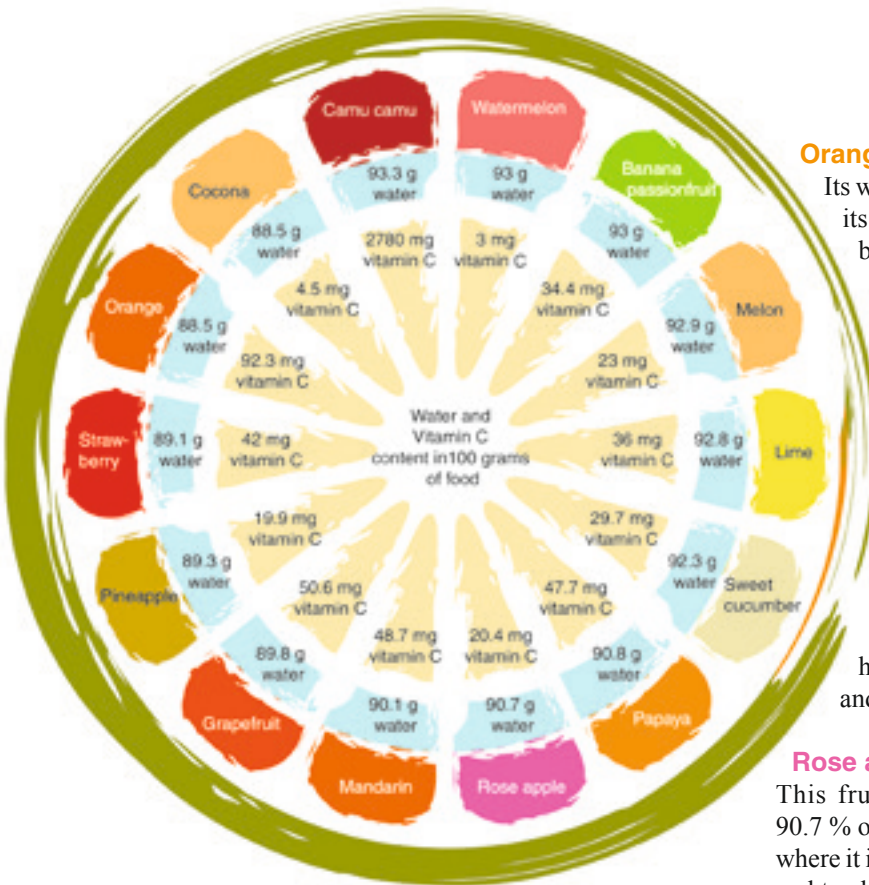 Camu camu
93.3 g
water
2780 mg
vitamin C
Watermelon
93 g
water
3 mg
vitamin C
Banana
passionfruit
93 g
water
34.4 mg
vitamin C
Melon
92.9 g
water
23 mg
vitamin C
Lime
92.8 g
water
36 mg
vitamin C
Sweet
cucumber
92.3 g
water
29.7 mg
vitamin C
Papaya
90.8 g
water
47.7 mg
vitamin C
Rose apple
90.7 g
water
20.4 mg
vitamin C
Mandarin
90.1 g
water
48.7 mg
vitamin C
Grapefruit
89.8 g
water
50.6 mg
vitamin C
Pineapple
89.3 g
water
19.9 mg
vitamin C
Straw-
berry
89.1 g
water
42 mg
vitamin C
Orange
88.5 g
water
92.3 mg
vitamin C
Cocona
88.5 g
water
4.5 mg
vitamin C
Water and
Vitamin C
content in100 grams
of food
Orang
Its w
its
b
h
and
Rose a
This fru
90.7 % o
where it i